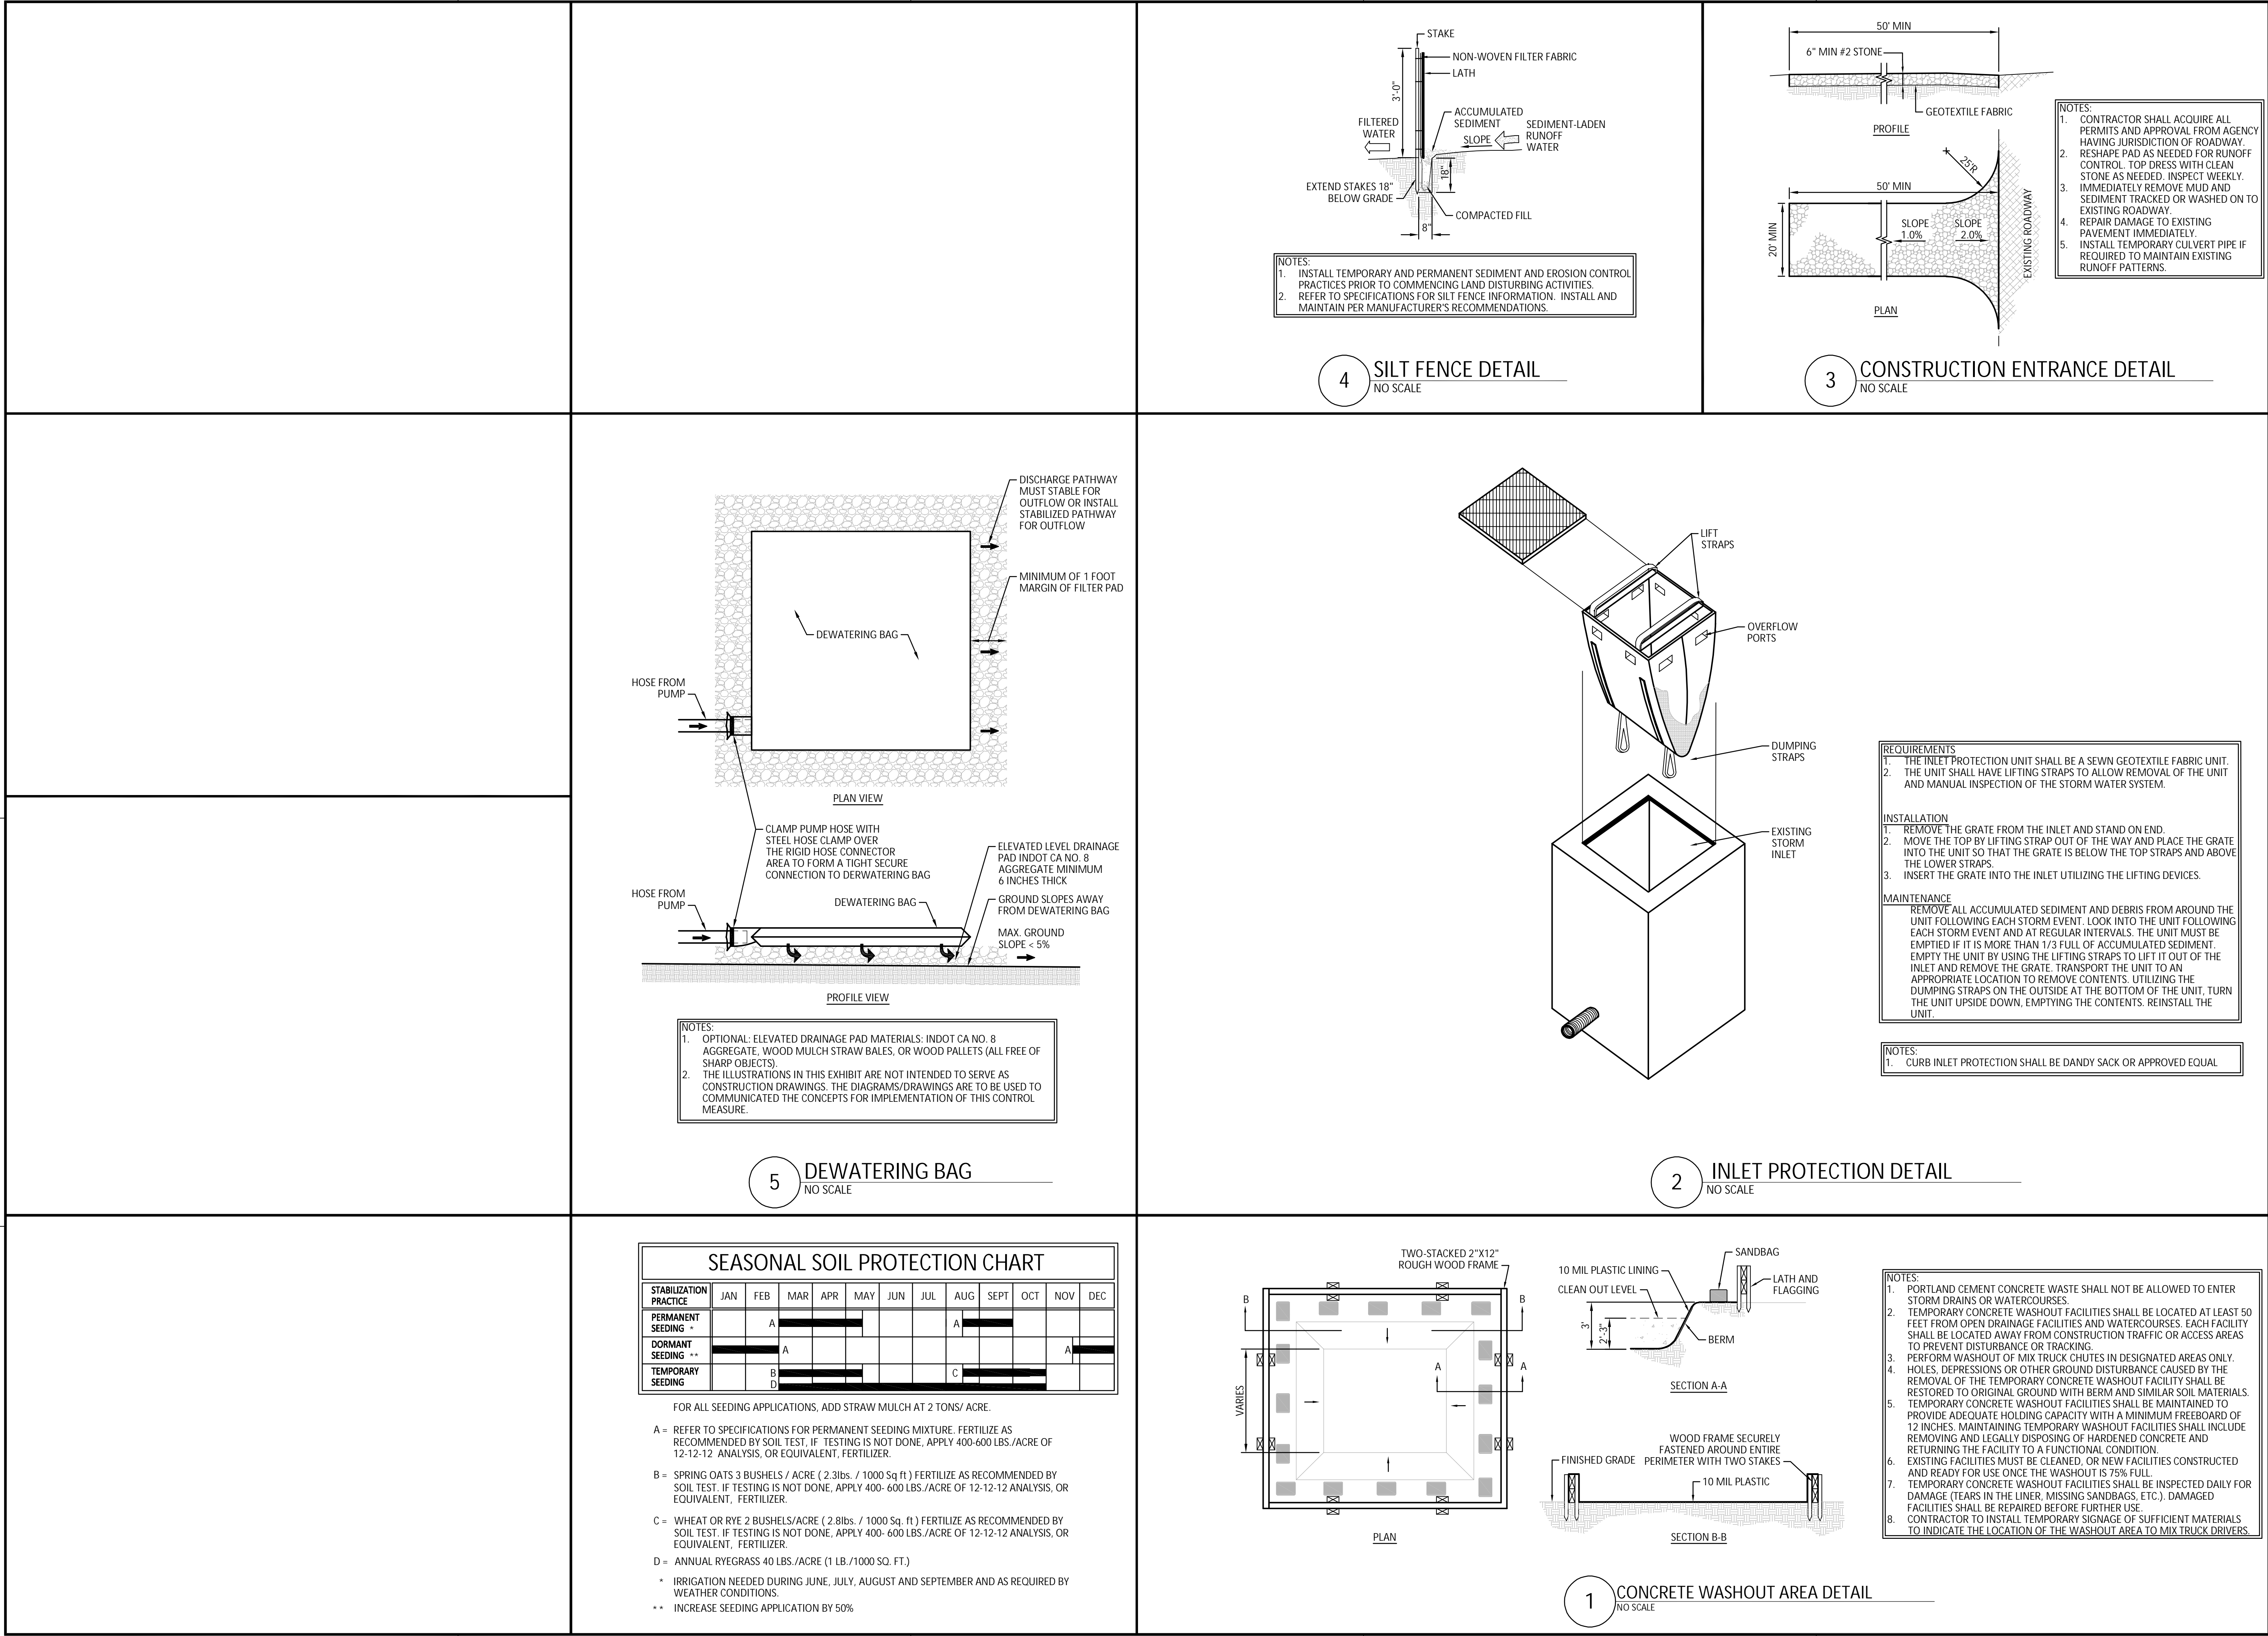 STAKE
NON-WOVEN FILTER FABRIC
LATH
3'-0"
ACCUMULATED
SEDIMENT
FILTERED
WATER
SLOPE
SEDIMENT-LADEN
RUNOFF
WATER
18"
EXTEND STAKES 18"
BELOW GRADE
COMPACTED FILL
8"
NOTES:
1. INSTALL TEMPORARY AND PERMANENT SEDIMENT AND EROSION CONTROL
PRACTICES PRIOR TO COMMENCING LAND DISTURBING ACTIVITIES.
2. REFER TO SPECIFICATIONS FOR SILT FENCE INFORMATION. INSTALL AND
MAINTAIN PER MANUFACTURER'S RECOMMENDATIONS.
4 SILT FENCE DETAIL
NO SCALE
50' MIN
6" MIN #2 STONE
GEOTEXTILE FABRIC
PROFILE
25'R
50' MIN
20' MIN
SLOPE
1.0%
SLOPE
2.0%
EXISTING ROADWAY
PLAN
NOTES:
1. CONTRACTOR SHALL ACQUIRE ALL
PERMITS AND APPROVAL FROM AGENCY
HAVING JURISDICTION OF ROADWAY.
2. RESHAPE PAD AS NEEDED FOR RUNOFF
CONTROL. TOP DRESS WITH CLEAN
STONE AS NEEDED. INSPECT WEEKLY.
3. IMMEDIATELY REMOVE MUD AND
SEDIMENT TRACKED OR WASHED ON TO
EXISTING ROADWAY.
4. REPAIR DAMAGE TO EXISTING
PAVEMENT IMMEDIATELY.
5. INSTALL TEMPORARY CULVERT PIPE IF
REQUIRED TO MAINTAIN EXISTING
RUNOFF PATTERNS.
3 CONSTRUCTION ENTRANCE DETAIL
NO SCALE
DISCHARGE PATHWAY
MUST STABLE FOR
OUTFLOW OR INSTALL
STABILIZED PATHWAY
FOR OUTFLOW
MINIMUM OF 1 FOOT
MARGIN OF FILTER PAD
DEWATERING BAG
HOSE FROM
PUMP
PLAN VIEW
CLAMP PUMP HOSE WITH
STEEL HOSE CLAMP OVER
THE RIGID HOSE CONNECTOR
AREA TO FORM A TIGHT SECURE
CONNECTION TO DERWATERING BAG
ELEVATED LEVEL DRAINAGE
PAD INDOT CA NO. 8
AGGREGATE MINIMUM
6 INCHES THICK
HOSE FROM
PUMP
DEWATERING BAG
GROUND SLOPES AWAY
FROM DEWATERING BAG
MAX. GROUND
SLOPE < 5%
PROFILE VIEW
NOTES:
1. OPTIONAL: ELEVATED DRAINAGE PAD MATERIALS: INDOT CA NO. 8
AGGREGATE, WOOD MULCH STRAW BALES, OR WOOD PALLETS (ALL FREE OF
SHARP OBJECTS).
2. THE ILLUSTRATIONS IN THIS EXHIBIT ARE NOT INTENDED TO SERVE AS
CONSTRUCTION DRAWINGS. THE DIAGRAMS/DRAWINGS ARE TO BE USED TO
COMMUNICATED THE CONCEPTS FOR IMPLEMENTATION OF THIS CONTROL
MEASURE.
5 DEWATERING BAG
NO SCALE
LIFT
STRAPS
OVERFLOW
PORTS
DUMPING
STRAPS
EXISTING
STORM
INLET
REQUIREMENTS
1. THE INLET PROTECTION UNIT SHALL BE A SEWN GEOTEXTILE FABRIC UNIT.
2. THE UNIT SHALL HAVE LIFTING STRAPS TO ALLOW REMOVAL OF THE UNIT
AND MANUAL INSPECTION OF THE STORM WATER SYSTEM.
INSTALLATION
1. REMOVE THE GRATE FROM THE INLET AND STAND ON END.
2. MOVE THE TOP BY LIFTING STRAP OUT OF THE WAY AND PLACE THE GRATE
INTO THE UNIT SO THAT THE GRATE IS BELOW THE TOP STRAPS AND ABOVE
THE LOWER STRAPS.
3. INSERT THE GRATE INTO THE INLET UTILIZING THE LIFTING DEVICES.
MAINTENANCE
REMOVE ALL ACCUMULATED SEDIMENT AND DEBRIS FROM AROUND THE
UNIT FOLLOWING EACH STORM EVENT. LOOK INTO THE UNIT FOLLOWING
EACH STORM EVENT AND AT REGULAR INTERVALS. THE UNIT MUST BE
EMPTIED IF IT IS MORE THAN 1/3 FULL OF ACCUMULATED SEDIMENT.
EMPTY THE UNIT BY USING THE LIFTING STRAPS TO LIFT IT OUT OF THE
INLET AND REMOVE THE GRATE. TRANSPORT THE UNIT TO AN
APPROPRIATE LOCATION TO REMOVE CONTENTS. UTILIZING THE
DUMPING STRAPS ON THE OUTSIDE AT THE BOTTOM OF THE UNIT, TURN
THE UNIT UPSIDE DOWN, EMPTYING THE CONTENTS. REINSTALL THE
UNIT.
NOTES:
1. CURB INLET PROTECTION SHALL BE DANDY SACK OR APPROVED EQUAL
2 INLET PROTECTION DETAIL
NO SCALE
SEASONAL SOIL PROTECTION CHART
STABILIZATION
PRACTICE
JAN FEB MAR APR MAY JUN JUL AUG SEPT OCT NOV DEC
PERMANENT
SEEDING *
A A
DORMANT
SEEDING **
A A
TEMPORARY
SEEDING
B C
D
FOR ALL SEEDING APPLICATIONS, ADD STRAW MULCH AT 2 TONS/ ACRE.
A = REFER TO SPECIFICATIONS FOR PERMANENT SEEDING MIXTURE. FERTILIZE AS
RECOMMENDED BY SOIL TEST, IF TESTING IS NOT DONE, APPLY 400-600 LBS./ACRE OF
12-12-12 ANALYSIS, OR EQUIVALENT, FERTILIZER.
B = SPRING OATS 3 BUSHELS / ACRE ( 2.3lbs. / 1000 Sq ft ) FERTILIZE AS RECOMMENDED BY
SOIL TEST. IF TESTING IS NOT DONE, APPLY 400- 600 LBS./ACRE OF 12-12-12 ANALYSIS, OR
EQUIVALENT, FERTILIZER.
C = WHEAT OR RYE 2 BUSHELS/ACRE ( 2.8lbs. / 1000 Sq. ft ) FERTILIZE AS RECOMMENDED BY
SOIL TEST. IF TESTING IS NOT DONE, APPLY 400- 600 LBS./ACRE OF 12-12-12 ANALYSIS, OR
EQUIVALENT, FERTILIZER.
D = ANNUAL RYEGRASS 40 LBS./ACRE (1 LB./1000 SQ. FT.)
* IRRIGATION NEEDED DURING JUNE, JULY, AUGUST AND SEPTEMBER AND AS REQUIRED BY
WEATHER CONDITIONS.
** INCREASE SEEDING APPLICATION BY 50%
TWO-STACKED 2"X12"
ROUGH WOOD FRAME
B B
A A
VARIES
PLAN
SANDBAG
10 MIL PLASTIC LINING
CLEAN OUT LEVEL
LATH AND
FLAGGING
3'
2'-3"
BERM
SECTION A-A
WOOD FRAME SECURELY
FASTENED AROUND ENTIRE
PERIMETER WITH TWO STAKES
FINISHED GRADE
10 MIL PLASTIC
SECTION B-B
NOTES:
1. PORTLAND CEMENT CONCRETE WASTE SHALL NOT BE ALLOWED TO ENTER
STORM DRAINS OR WATERCOURSES.
2. TEMPORARY CONCRETE WASHOUT FACILITIES SHALL BE LOCATED AT LEAST 50
FEET FROM OPEN DRAINAGE FACILITIES AND WATERCOURSES. EACH FACILITY
SHALL BE LOCATED AWAY FROM CONSTRUCTION TRAFFIC OR ACCESS AREAS
TO PREVENT DISTURBANCE OR TRACKING.
3. PERFORM WASHOUT OF MIX TRUCK CHUTES IN DESIGNATED AREAS ONLY.
4. HOLES, DEPRESSIONS OR OTHER GROUND DISTURBANCE CAUSED BY THE
REMOVAL OF THE TEMPORARY CONCRETE WASHOUT FACILITY SHALL BE
RESTORED TO ORIGINAL GROUND WITH BERM AND SIMILAR SOIL MATERIALS.
5. TEMPORARY CONCRETE WASHOUT FACILITIES SHALL BE MAINTAINED TO
PROVIDE ADEQUATE HOLDING CAPACITY WITH A MINIMUM FREEBOARD OF
12 INCHES. MAINTAINING TEMPORARY WASHOUT FACILITIES SHALL INCLUDE
REMOVING AND LEGALLY DISPOSING OF HARDENED CONCRETE AND
RETURNING THE FACILITY TO A FUNCTIONAL CONDITION.
6. EXISTING FACILITIES MUST BE CLEANED, OR NEW FACILITIES CONSTRUCTED
AND READY FOR USE ONCE THE WASHOUT IS 75% FULL.
7. TEMPORARY CONCRETE WASHOUT FACILITIES SHALL BE INSPECTED DAILY FOR
DAMAGE (TEARS IN THE LINER, MISSING SANDBAGS, ETC.). DAMAGED
FACILITIES SHALL BE REPAIRED BEFORE FURTHER USE.
8. CONTRACTOR TO INSTALL TEMPORARY SIGNAGE OF SUFFICIENT MATERIALS
TO INDICATE THE LOCATION OF THE WASHOUT AREA TO MIX TRUCK DRIVERS.
1 CONCRETE WASHOUT AREA DETAIL
NO SCALE